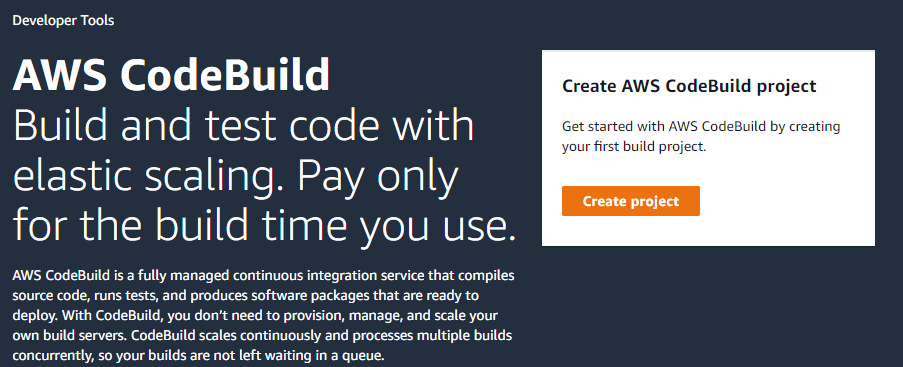 Developer Tools
AWS CodeBuild
Build and test code with
elastic scaling. Pay only
for the build time you use.
AWS CodeBuild is a fully managed continuous integration service that compiles
source code, runs tests, and produces software packages that are ready to
deploy. With CodeBuild, you don’t need to provision, manage, and scale your
own build servers. CodeBuild scales continuously and processes multiple builds
concurrently, so your builds are not left waiting in a queue.
Create AWS CodeBuild project
Get started with AWS CodeBuild by creating
your first build project.
Create project